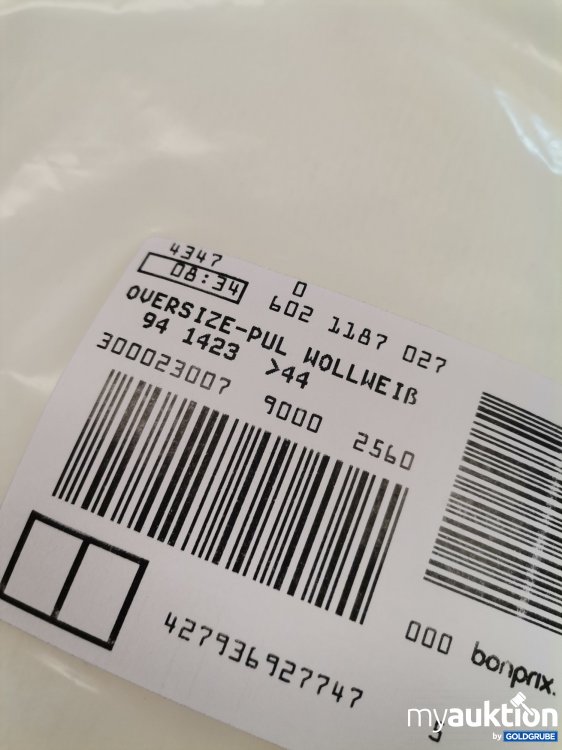 4347
08:34
0
602 1187 027
OVERSIZE-PUL WOLLWEIß
94 1423 >44
300023007 9000 2560
427936927747
000 bonprix.
9
myauktion
by GOLDGRUBE